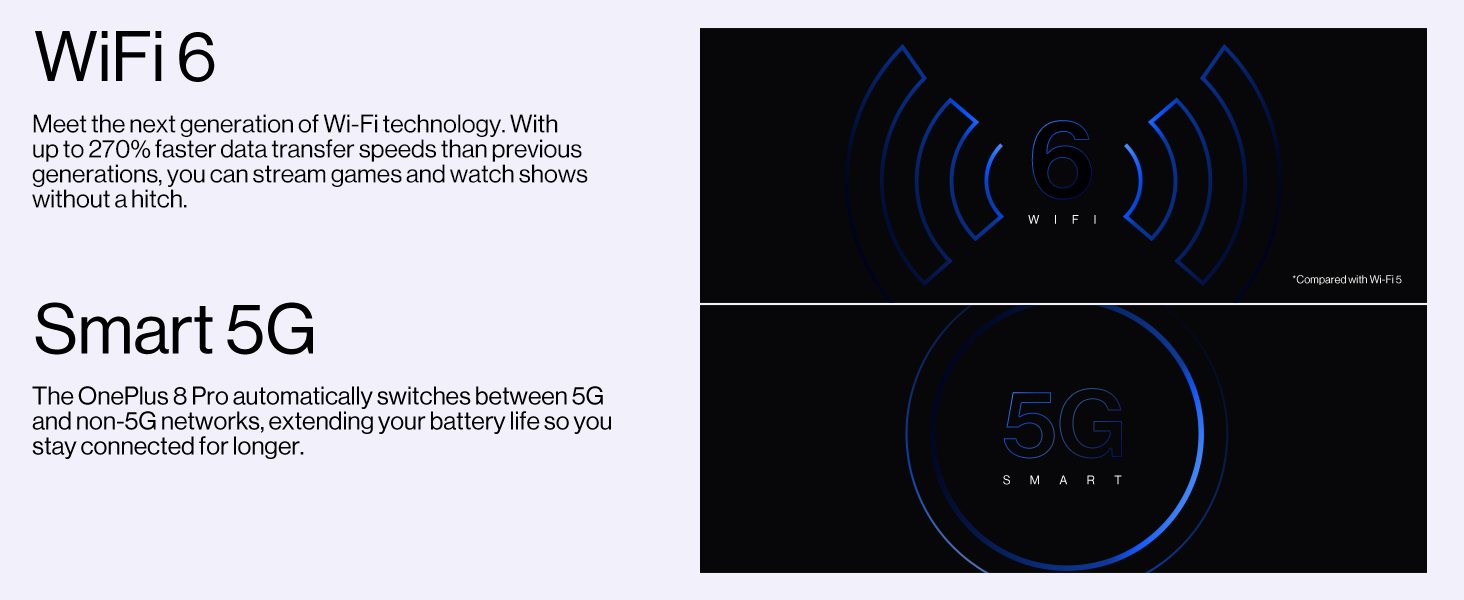 WiFi 6
Meet the next generation of Wi-Fi technology. With
up to 270% faster data transfer speeds than previous
generations, you can stream games and watch shows
without a hitch.
6
WIFI
*Compared with Wi-Fi 5
Smart 5G
The OnePlus 8 Pro automatically switches between 5G
and non-5G networks, extending your battery life so you
stay connected for longer.
5G
SMART